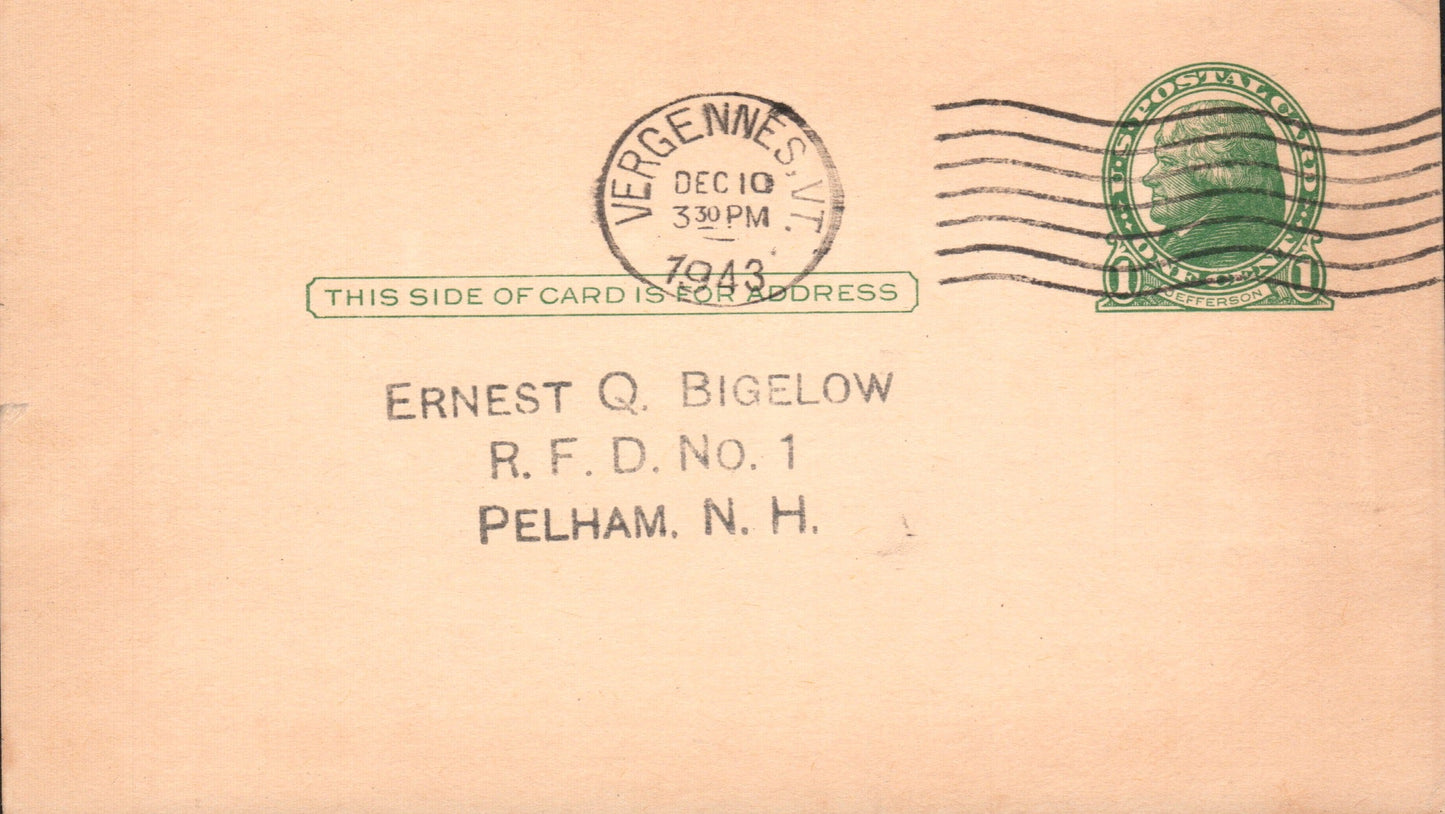 VERGENNES, VT.
DEC 10
3 30 PM
1943
U.S. POSTAL CARD
ONE CENT
1 1
JEFFERSON
THIS SIDE OF CARD IS FOR ADDRESS
ERNEST Q. BIGELOW
R. F. D. NO. 1
PELHAM, N. H.